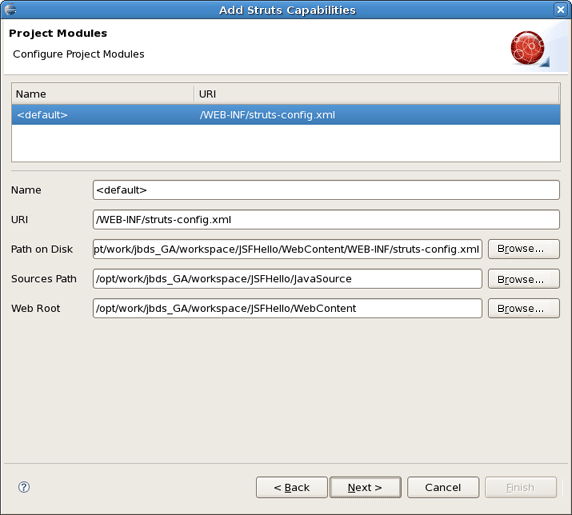 Add Struts Capabilities
Project Modules
Configure Project Modules
Name URI
<default> /WEB-INF/struts-config.xml
Name <default>
URI /WEB-INF/struts-config.xml
Path on Disk pt/work/jbds_GA/workspace/JSFHello/WebContent/WEB-INF/struts-config.xml Browse...
Sources Path /opt/work/jbds_GA/workspace/JSFHello/JavaSource Browse...
Web Root /opt/work/jbds_GA/workspace/JSFHello/WebContent Browse...
? < Back Next > Cancel Finish